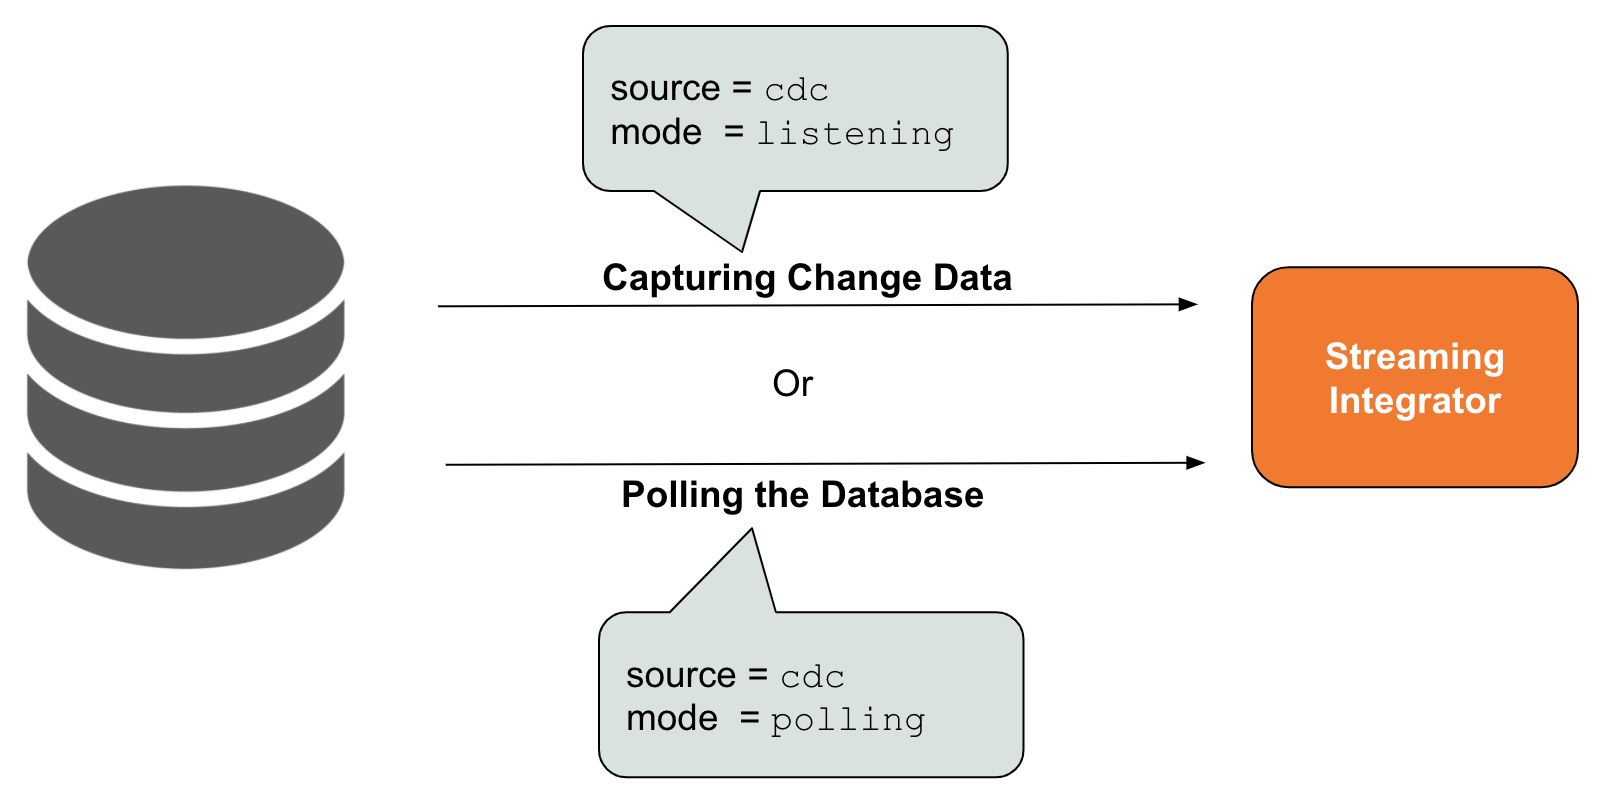 source = cdc
mode = listening
Capturing Change Data
Or
Streaming
Integrator
Polling the Database
source = cdc
mode = polling